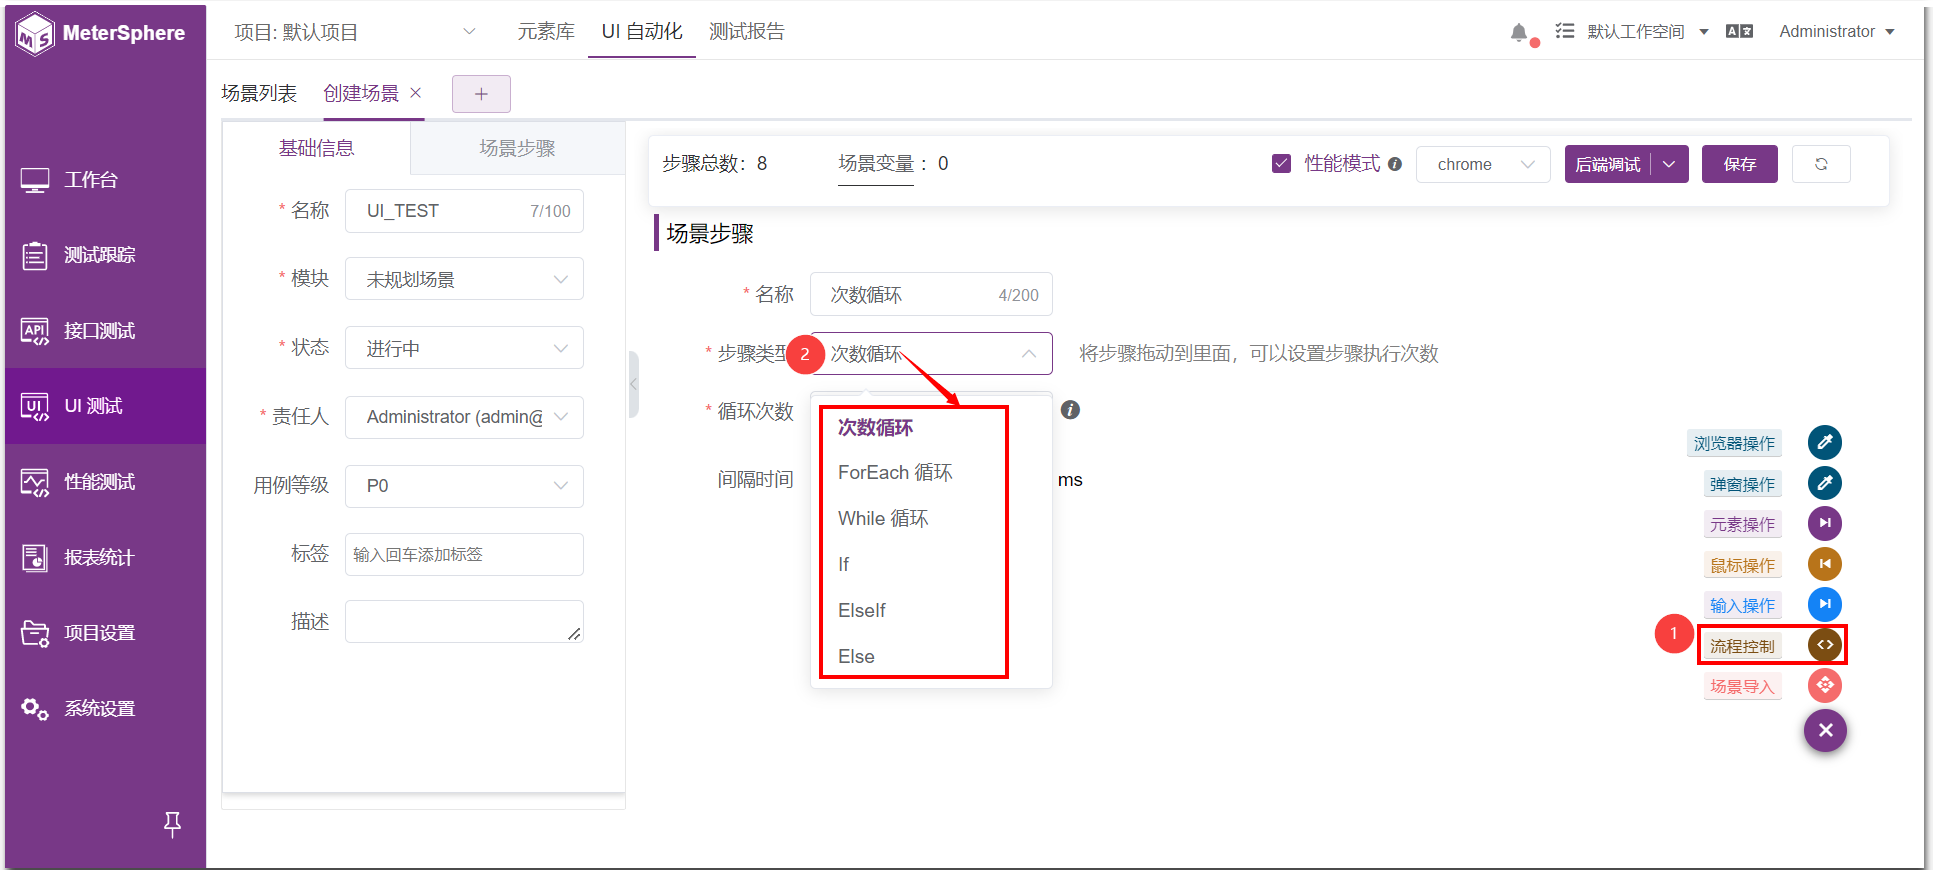 MeterSphere
项目: 默认项目
元素库
UI 自动化
测试报告
默认工作空间
Administrator
场景列表
创建场景
工作台
测试跟踪
API
接口测试
UI
UI 测试
性能测试
报表统计
项目设置
系统设置
基础信息
场景步骤
* 名称
UI_TEST
7/100
* 模块
未规划场景
* 状态
进行中
* 责任人
Administrator (admin@
用例等级
P0
标签
输入回车添加标签
描述
步骤总数：8
场景变量：0
性能模式
chrome
后端调试
保存
场景步骤
* 名称
次数循环
4/200
* 步骤类型
2
次数循环
将步骤拖动到里面，可以设置步骤执行次数
* 循环次数
间隔时间
ms
次数循环
ForEach 循环
While 循环
If
ElseIf
Else
浏览器操作
弹窗操作
元素操作
鼠标操作
输入操作
1
流程控制
场景导入